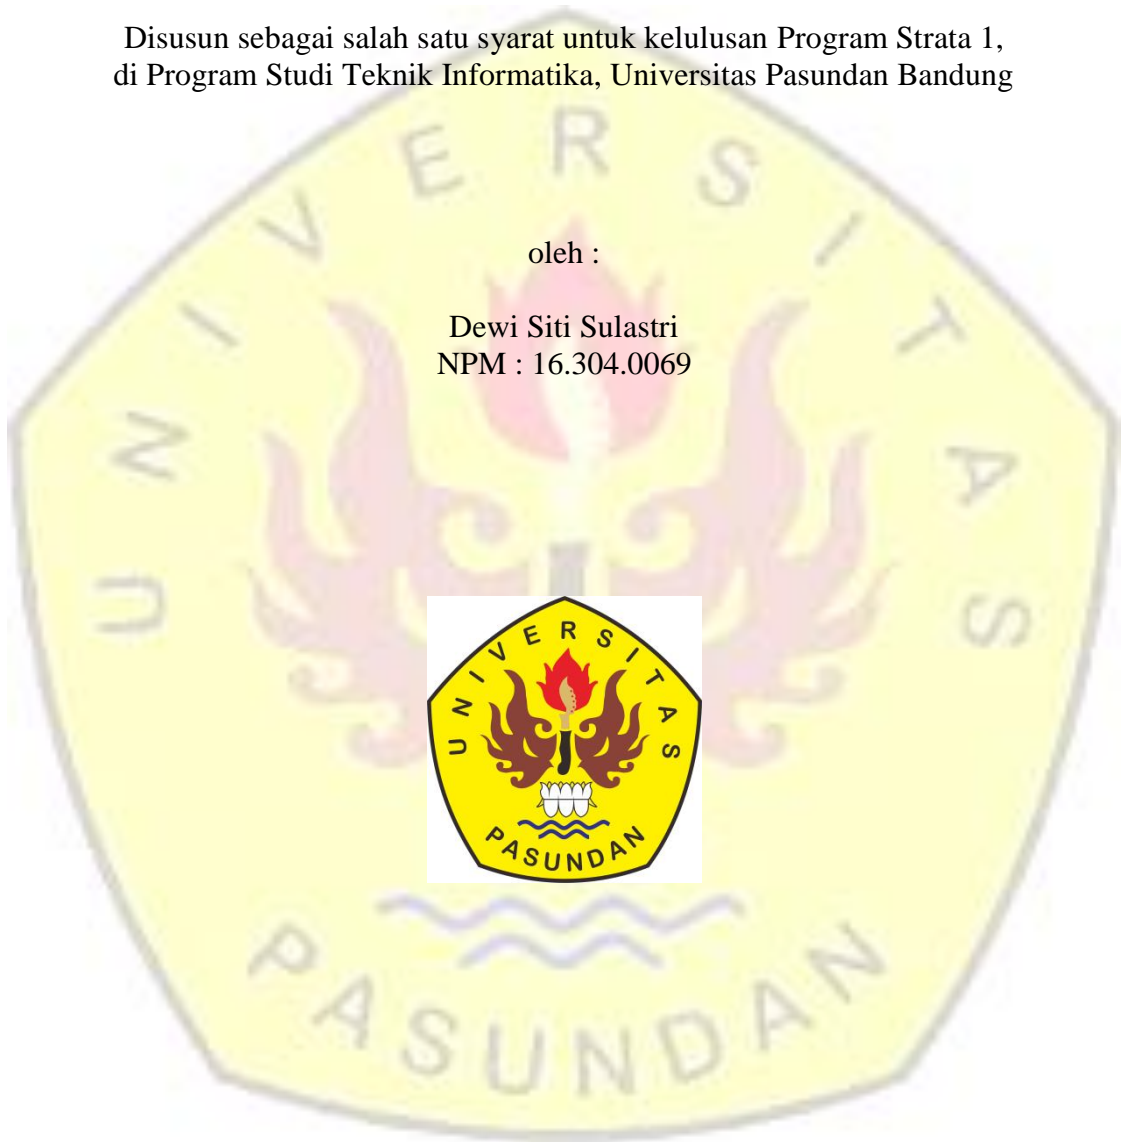 Disusun sebagai salah satu syarat untuk kelulusan Program Strata 1,
di Program Studi Teknik Informatika, Universitas Pasundan Bandung
oleh :
Dewi Siti Sulastri
NPM : 16.304.0069
UNIVERSITAS
PASUNDAN
UNIVERSITAS
PASUNDAN